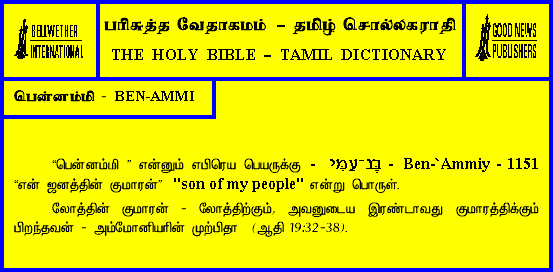 BELLWETHER
INTERNATIONAL
பரிசுத்த வேதாகமம் – தமிழ் சொல்லகராதி
THE HOLY BIBLE – TAMIL DICTIONARY
GOOD NEWS
PUBLISHERS
பென்னம்மி - BEN-AMMI
“பென்னம்மி ” என்னும் எபிரெய பெயருக்கு - בֶּן־עַמִּי - Ben-`Ammiy - 1151
“என் ஜனத்தின் குமாரன்” "son of my people" என்று பொருள்.
லோத்தின் குமாரன் - லோத்திற்கும், அவனுடைய இரண்டாவது குமாரத்திக்கும்
பிறந்தவன் - அம்மோனியரின் முற்பிதா (ஆதி 19:32-38).